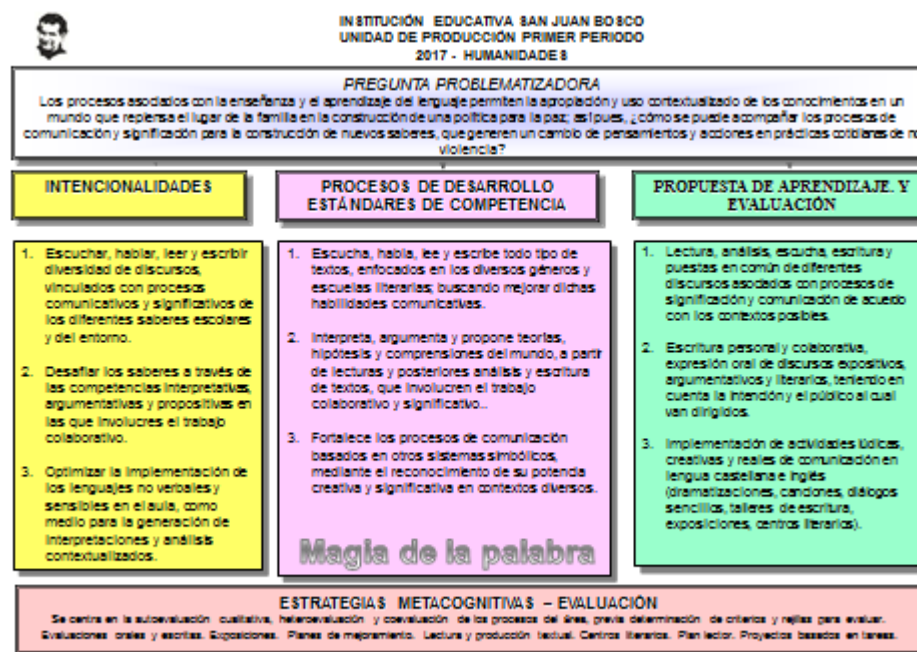 INSTITUCIÓN EDUCATIVA SAN JUAN BOSCO
UNIDAD DE PRODUCCIÓN PRIMER PERIODO
2017 - HUMANIDADES
PREGUNTA PROBLEMATIZADORA
Los procesos asociados con la enseñanza y el aprendizaje del lenguaje permiten la apropiación y uso contextualizado de los conocimientos en un
mundo que repiensa el lugar de la familia en la construcción de una política para la paz; así pues, ¿cómo se puede acompañar los procesos de
comunicación y significación para la construcción de nuevos saberes, que generen un cambio de pensamientos y acciones en prácticas cotidianas de no
violencia?
INTENCIONALIDADES
1. Escuchar, hablar, leer y escribir
diversidad de discursos,
vinculados con procesos
comunicativos y significativos de
los diferentes saberes escolares
y del entorno.
2. Desafiar los saberes a través de
las competencias interpretativas,
argumentativas y propositivas en
las que involucres el trabajo
colaborativo.
3. Optimizar la implementación de
los lenguajes no verbales y
sensibles en el aula, como
medio para la generación de
interpretaciones y análisis
contextualizados.
PROCESOS DE DESARROLLO
ESTÁNDARES DE COMPETENCIA
1. Escucha, habla, lee y escribe todo tipo de
textos, enfocados en los diversos géneros y
escuelas literarias; buscando mejorar dichas
habilidades comunicativas.
2. Interpreta, argumenta y propone teorías,
hipótesis y comprensiones del mundo, a partir
de lecturas y posteriores análisis y escritura
de textos, que involucren el trabajo
colaborativo y significativo..
3. Fortalece los procesos de comunicación
basados en otros sistemas simbólicos,
mediante el reconocimiento de su potencia
creativa y significativa en contextos diversos.
Magia de la palabra
PROPUESTA DE APRENDIZAJE. Y
EVALUACIÓN
1. Lectura, análisis, escucha, escritura y
puestas en común de diferentes
discursos asociados con procesos de
significación y comunicación de acuerdo
con los contextos posibles.
2. Escritura personal y colaborativa,
expresión oral de discursos expositivos,
argumentativos y literarios, teniendo en
cuenta la intención y el público al cual
van dirigidos.
3. Implementación de actividades lúdicas,
creativas y reales de comunicación en
lengua castellana e inglés
(dramatizaciones, canciones, diálogos
sencillos, talleres de escritura,
exposiciones, centros literarios).
ESTRATEGIAS METACOGNITIVAS – EVALUACIÓN
Se centra en la autoevaluación cualitativa, heteroevaluación y coevaluación de los procesos del área, previa determinación de criterios y rejillas para evaluar.
Evaluaciones orales y escritas. Exposiciones. Planes de mejoramiento. Lectura y producción textual. Centros literarios. Plan lector. Proyectos basados en tareas.